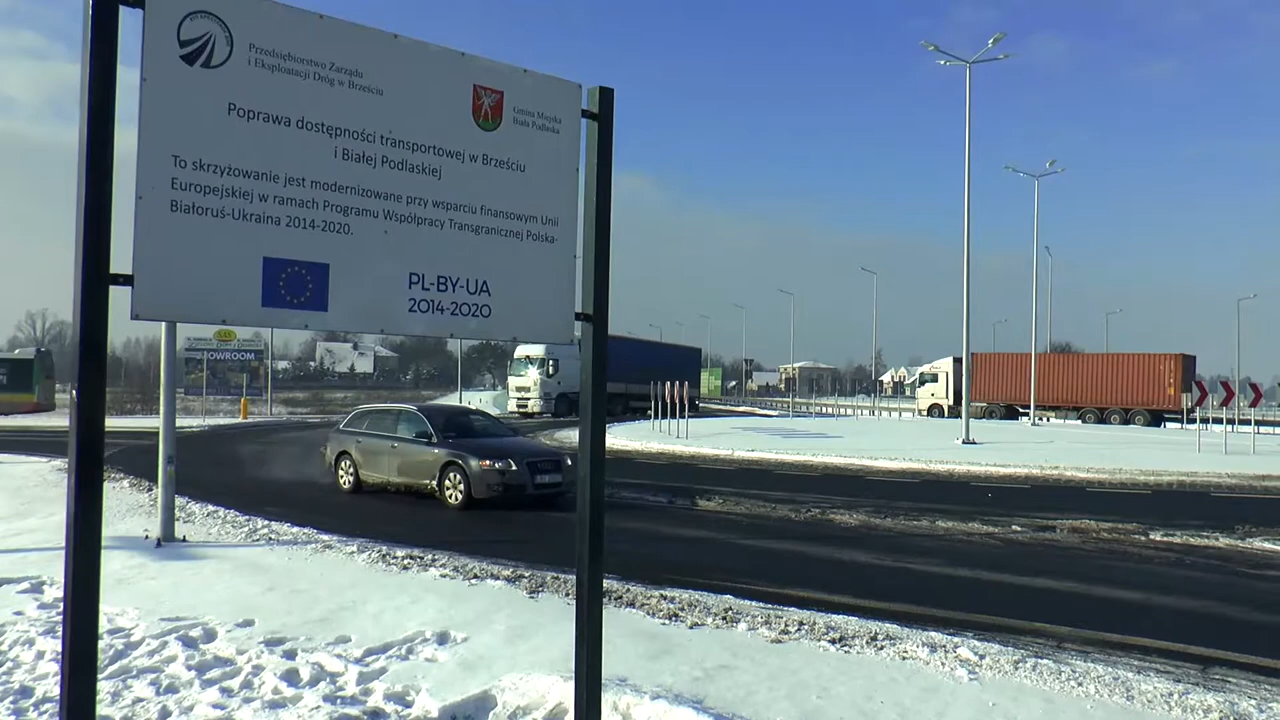 Przedsiębiorstwo Zarządu
i Eksploatacji Dróg w Brześciu
Gmina Miejska
Biała Podlaska
Poprawa dostępności transportowej w Brześciu
i Białej Podlaskiej
To skrzyżowanie jest modernizowane przy wsparciu finansowym Unii
Europejskiej w ramach Programu Współpracy Transgranicznej Polska-
Białoruś-Ukraina 2014-2020.
PL-BY-UA
2014-2020
SHOWROOM